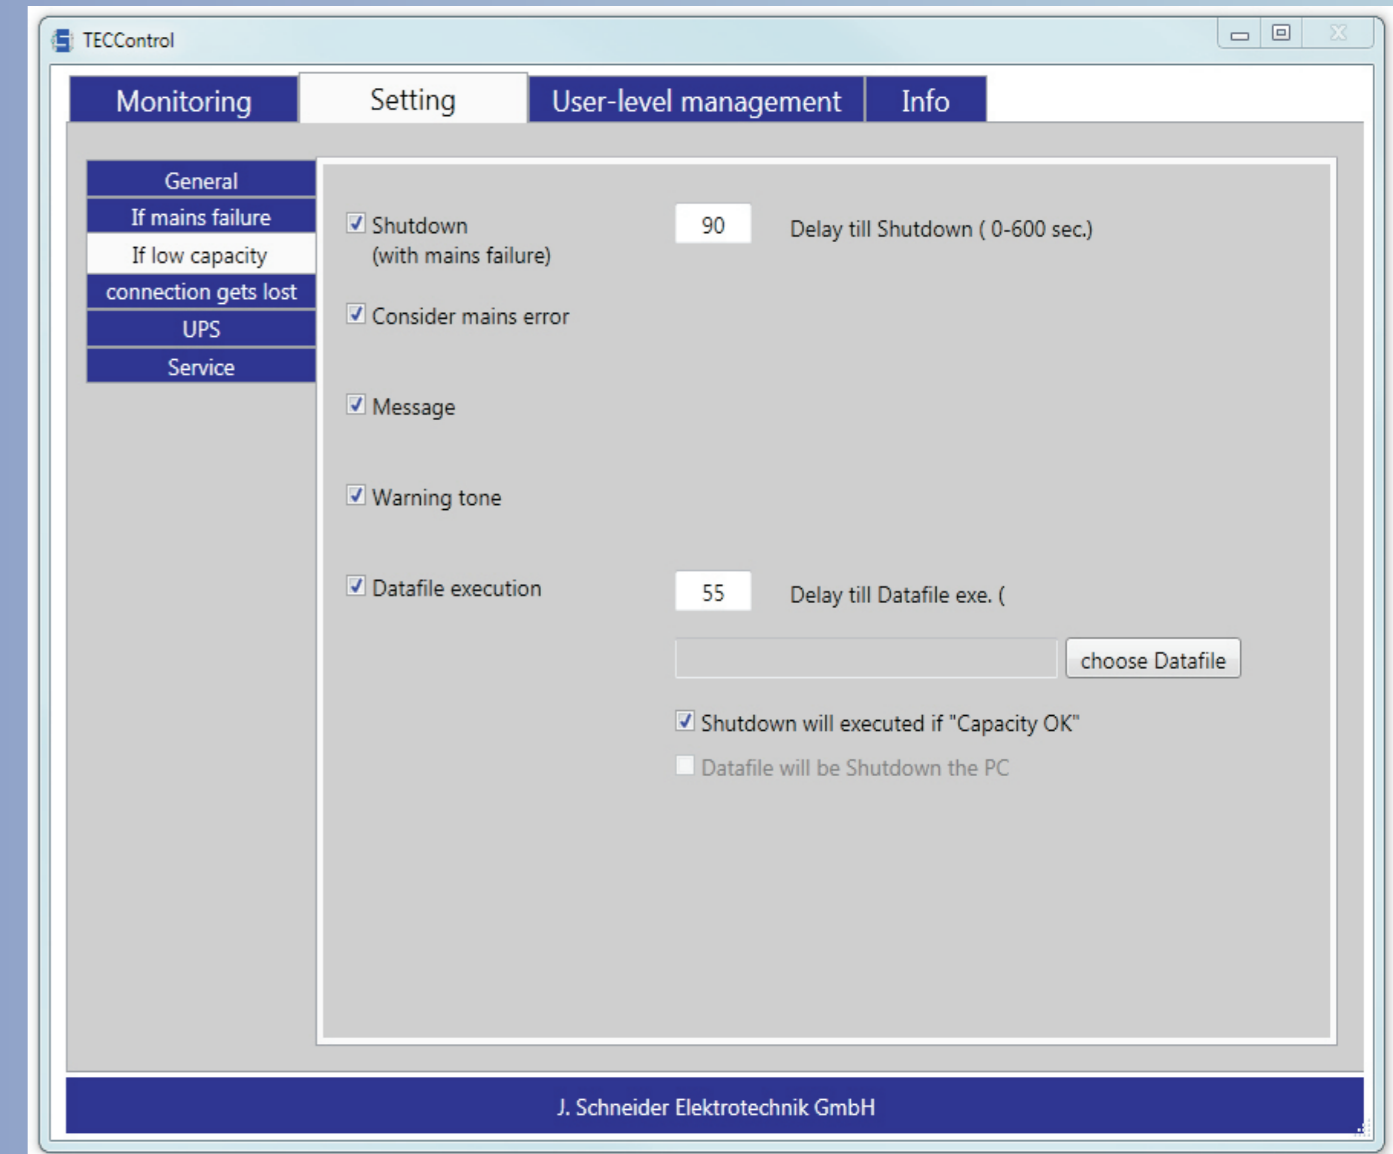 TECControl
Monitoring Setting User-level management Info
General
If mains failure
If low capacity
connection gets lost
UPS
Service
Shutdown 90 Delay till Shutdown ( 0-600 sec.)
(with mains failure)
Consider mains error
Message
Warning tone
Datafile execution 55 Delay till Datafile exe. (
choose Datafile
Shutdown will executed if "Capacity OK"
Datafile will be Shutdown the PC
J. Schneider Elektrotechnik GmbH